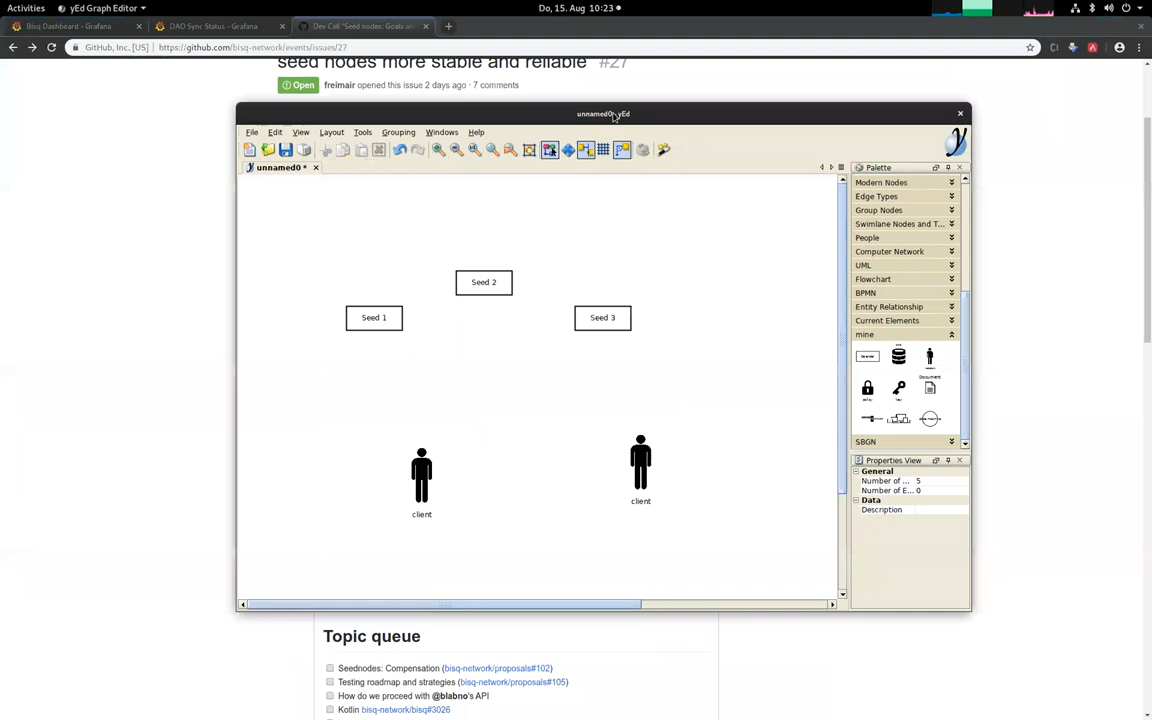 Activities
yEd Graph Editor
Do, 15. Aug 10:23
Bisq Dashboard - Grafana
DAO Sync Status - Grafana
Dev Call "Seed nodes: Goals an
GitHub, Inc. [US]
https://github.com/bisq-network/events/issues/27
seed nodes more stable and reliable #27
Open
freimair opened this issue 2 days ago · 7 comments
unnamed0 - yEd
File Edit View Layout Tools Grouping Windows Help
unnamed0 *
Palette
Modern Nodes
Edge Types
Group Nodes
Swimlane Nodes and T...
People
Computer Network
UML
Flowchart
BPMN
Entity Relationship
Current Elements
mine
Document
policy
key
SBGN
Seed 2
Seed 1
Seed 3
client
client
Properties View
General
Number of ... 5
Number of E... 0
Data
Description
Topic queue
Seednodes: Compensation (bisq-network/proposals#102)
Testing roadmap and strategies (bisq-network/proposals#105)
How do we proceed with @blabno's API
Kotlin bisq-network/bisq#3026